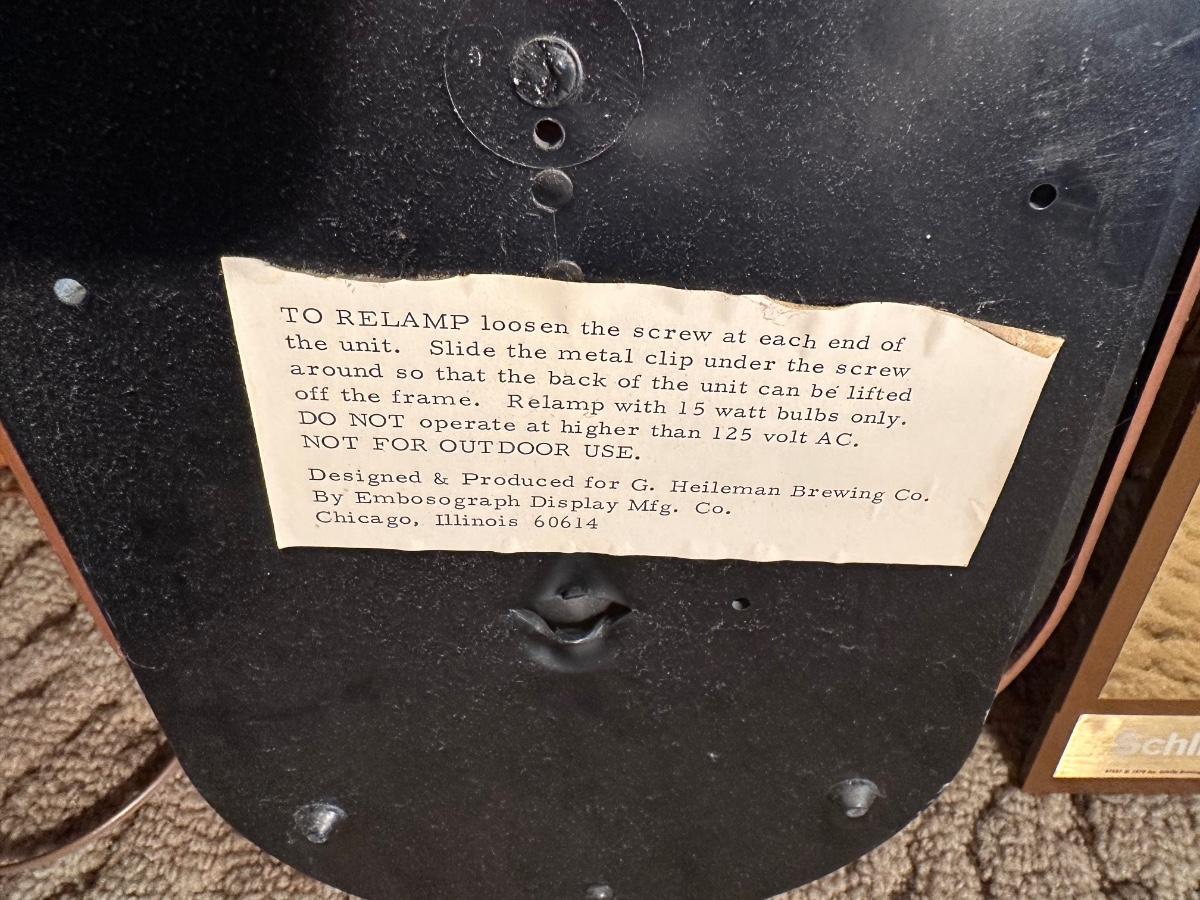 TO RELAMP loosen the screw at each end of
the unit. Slide the metal clip under the screw
around so that the back of the unit can be lifted
off the frame. Relamp with 15 watt bulbs only.
DO NOT operate at higher than 125 volt AC.
NOT FOR OUTDOOR USE.
Designed & Produced for G. Heileman Brewing Co.
By Embosograph Display Mfg. Co.
Chicago, Illinois 60614
Schl